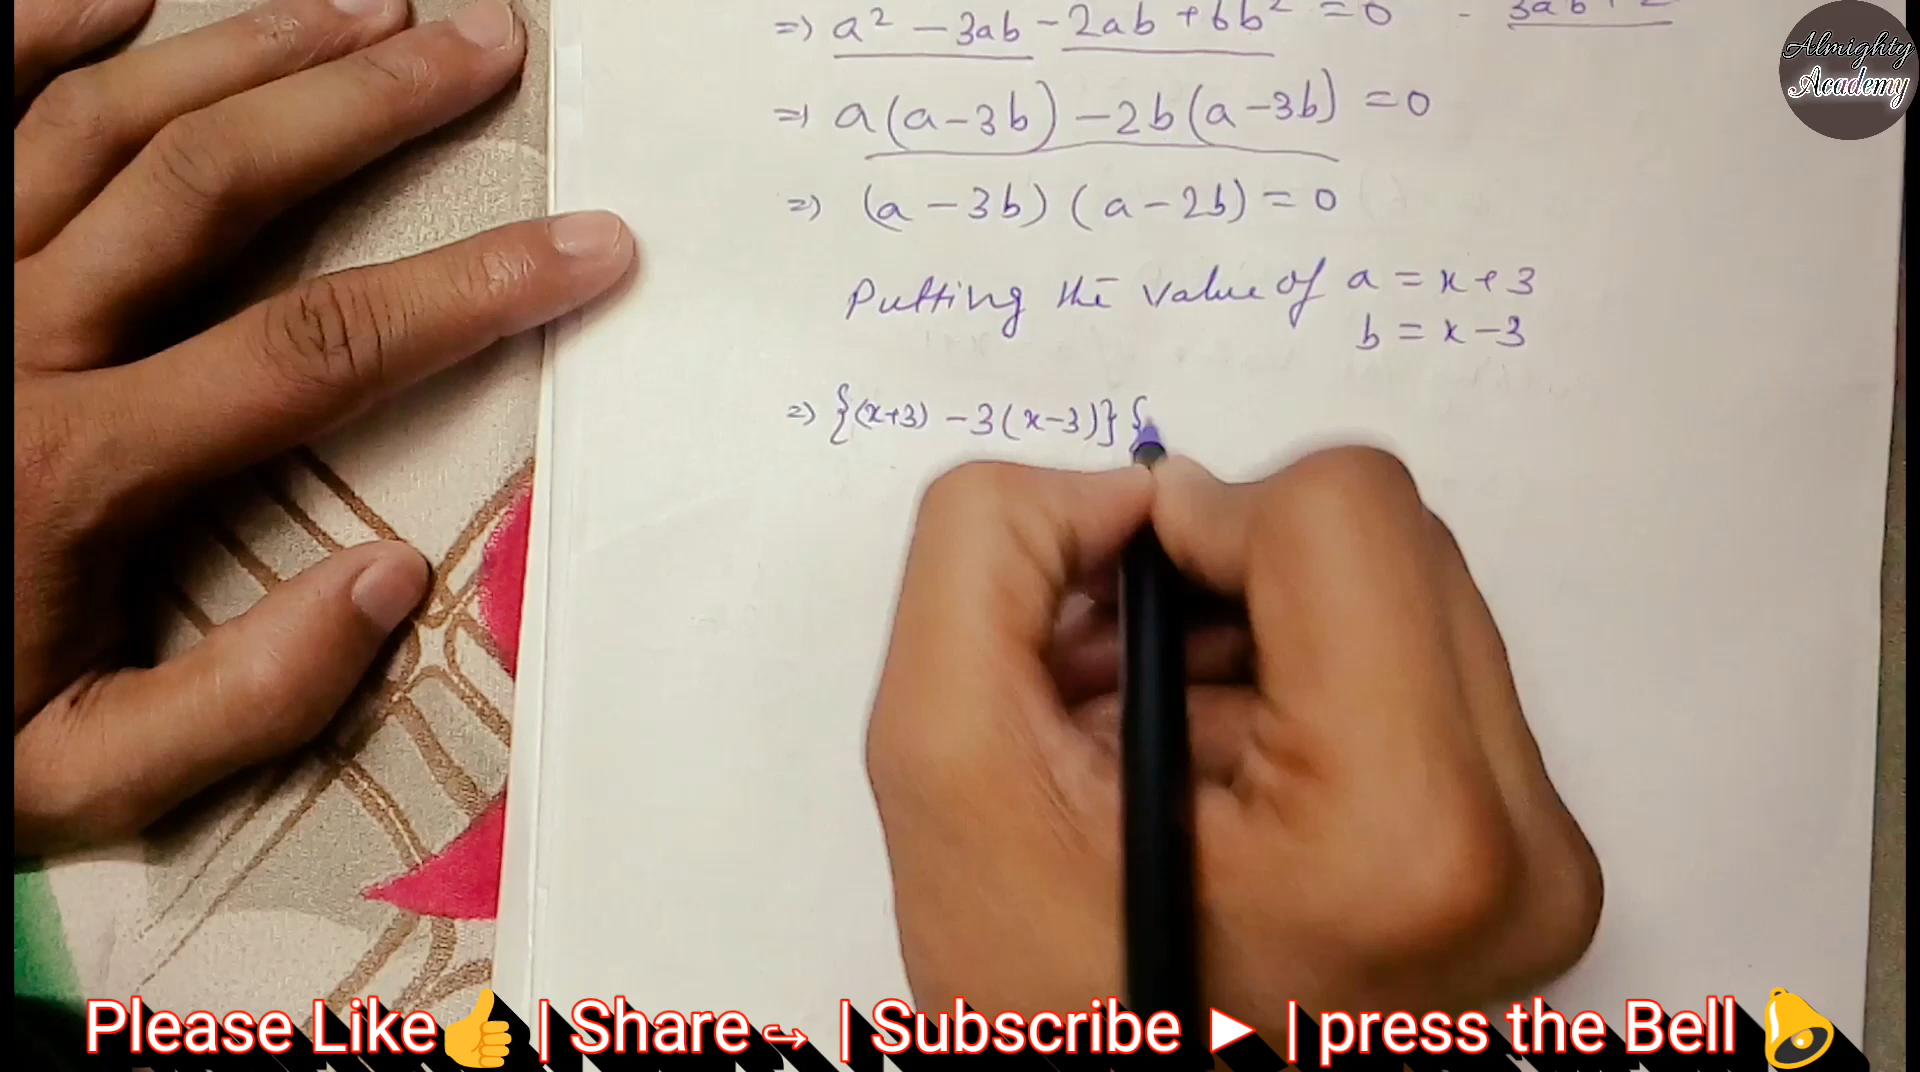 =) a² - 3ab - 2ab + 6b² = 0 - 3ab
=) a(a-3b) - 2b(a-3b) = 0
=) (a - 3b) (a - 2b) = 0
Putting the value of a = x + 3
b = x - 3
=) {(x+3) - 3(x-3)} {
Almighty
Academy
Please Like👍 | Share↪ | Subscribe ► | press the Bell 🔔